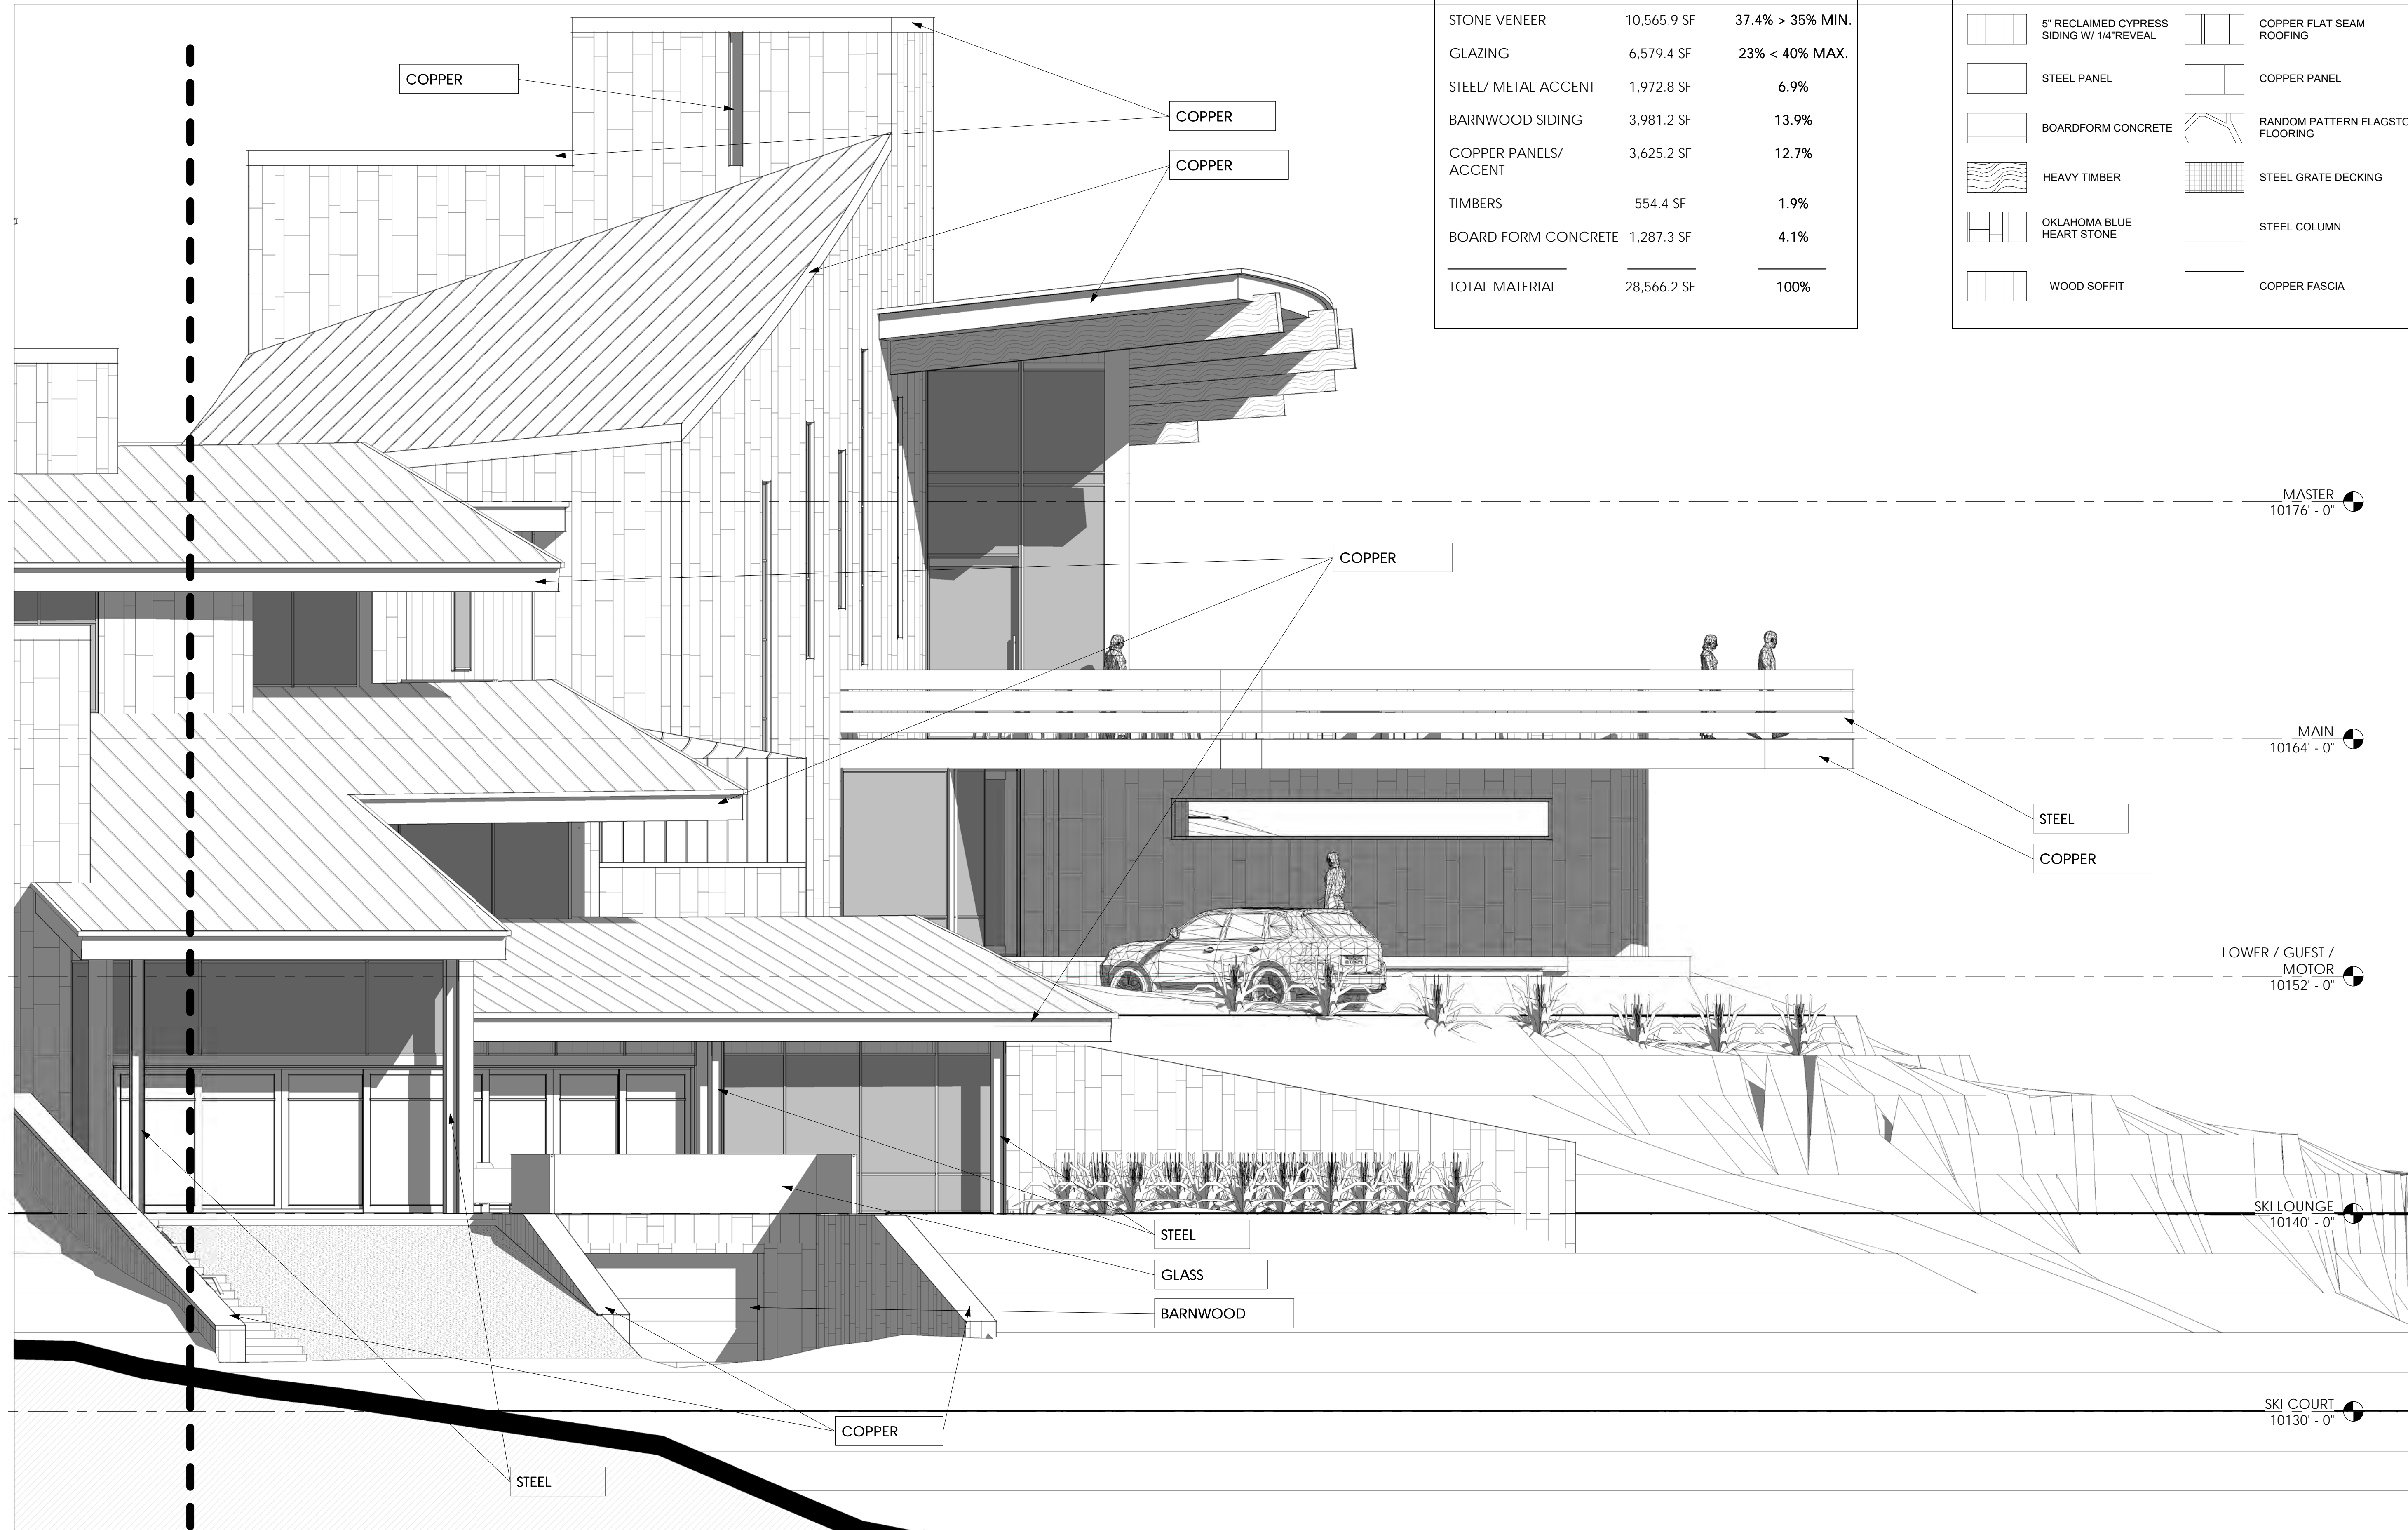 STONE VENEER 10,565.9 SF 37.4% > 35% MIN.
GLAZING 6,579.4 SF 23% < 40% MAX.
STEEL/ METAL ACCENT 1,972.8 SF 6.9%
BARNWOOD SIDING 3,981.2 SF 13.9%
COPPER PANELS/ 3,625.2 SF 12.7%
ACCENT
TIMBERS 554.4 SF 1.9%
BOARD FORM CONCRETE 1,287.3 SF 4.1%
TOTAL MATERIAL 28,566.2 SF 100%
5" RECLAIMED CYPRESS
SIDING W/ 1/4"REVEAL
COPPER FLAT SEAM
ROOFING
STEEL PANEL
COPPER PANEL
BOARDFORM CONCRETE
RANDOM PATTERN FLAGSTO
FLOORING
HEAVY TIMBER
STEEL GRATE DECKING
OKLAHOMA BLUE
HEART STONE
STEEL COLUMN
WOOD SOFFIT
COPPER FASCIA
COPPER
COPPER
COPPER
MASTER
10176' - 0"
COPPER
MAIN
10164' - 0"
STEEL
COPPER
LOWER / GUEST /
MOTOR
10152' - 0"
SKI LOUNGE
10140' - 0"
STEEL
GLASS
BARNWOOD
SKI COURT
10130' - 0"
COPPER
STEEL